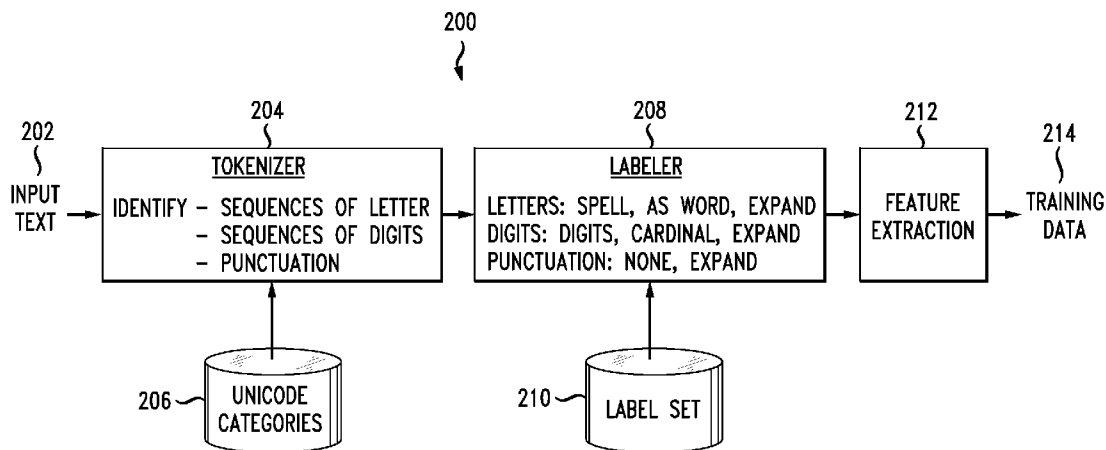 200
202
INPUT
TEXT
204
TOKENIZER
IDENTIFY – SEQUENCES OF LETTER
– SEQUENCES OF DIGITS
– PUNCTUATION
206
UNICODE
CATEGORIES
208
LABELER
LETTERS: SPELL, AS WORD, EXPAND
DIGITS: DIGITS, CARDINAL, EXPAND
PUNCTUATION: NONE, EXPAND
210
LABEL SET
212
FEATURE
EXTRACTION
214
TRAINING
DATA